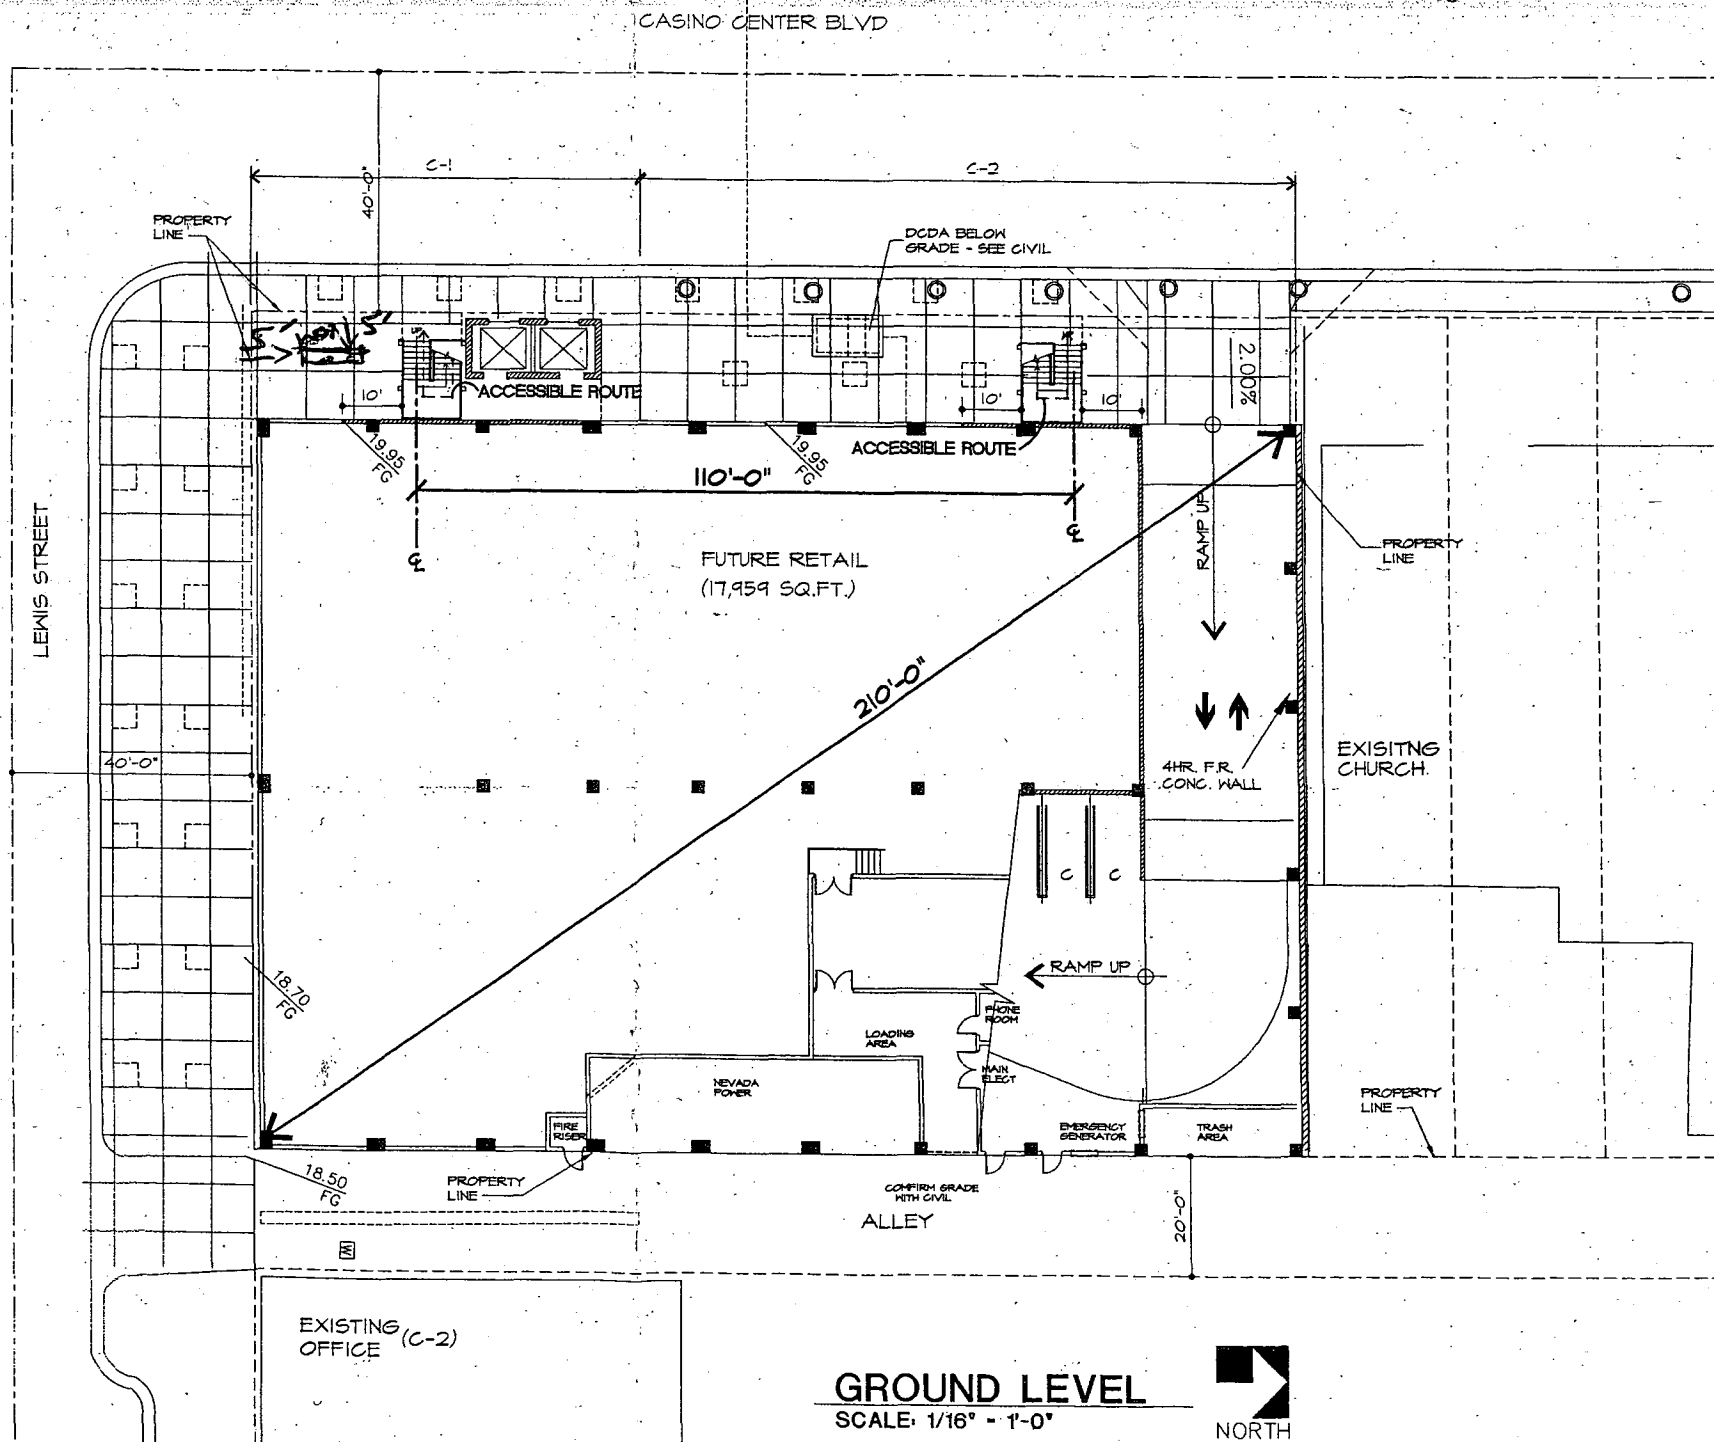 CASINO CENTER BLVD
C-1
C-2
40'-0"
PROPERTY
LINE
DCDA BELOW
GRADE - SEE CIVIL
5'
5'
2.00%
10'
ACCESSIBLE ROUTE
10'
10'
ACCESSIBLE ROUTE
19.95
FG
19.95
FG
110'-0"
LEWIS STREET
RAMP UP
PROPERTY
LINE
FUTURE RETAIL
(17,959 SQ.FT.)
210'-0"
40'-0"
4HR. F.R.
CONC. WALL
EXISITNG
CHURCH
C
C
RAMP UP
18.70
FG
PHONE
ROOM
LOADING
AREA
MAIN
ELECT
NEVADA
POWER
PROPERTY
LINE
FIRE
RISER
EMERGENCY
GENERATOR
TRASH
AREA
18.50
FG
PROPERTY
LINE
COMFIRM GRADE
WITH CIVIL
ALLEY
20'-0"
W
EXISTING
OFFICE
(C-2)
GROUND LEVEL
SCALE: 1/16" = 1'-0"
NORTH